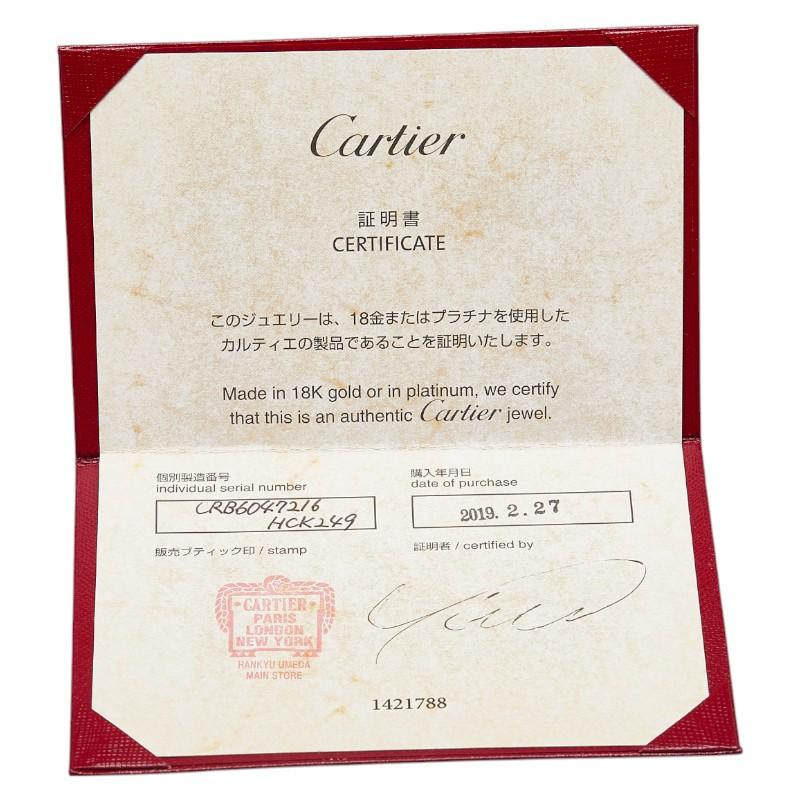 Cartier
証明書
CERTIFICATE
このジュエリーは、18金またはプラチナを使用した
カルティエの製品であることを証明いたします。
Made in 18K gold or in platinum, we certify
that this is an authentic Cartier jewel.
個別製造番号
individual serial number
CRB6047216
HCK249
購入年月日
date of purchase
2019. 2. 27
販売ブティック印 / stamp
証明者 / certified by
CARTIER
PARIS
LONDON
NEW YORK
HANKYU UMEDA
MAIN STORE
1421788